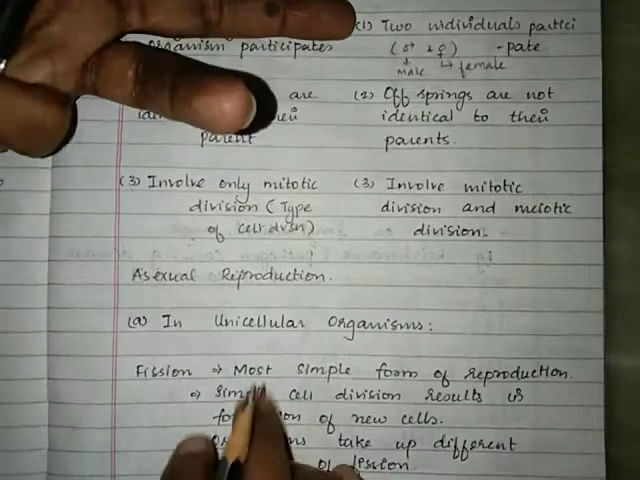 (1) Two individuals partici
organism participates (♂ & ♀) -pate
male female
are (2) Off springs are not
identical to their
parent parents.
(3) Involve only mitotic (3) Involve mitotic
division (Type division and meiotic
of cell dvsn) division.
Asexual Reproduction.
(a) In Unicellular Organisms:
Fission → Most simple form of reproduction.
⇒ cell division results in
of new cells.
take up different
of fission